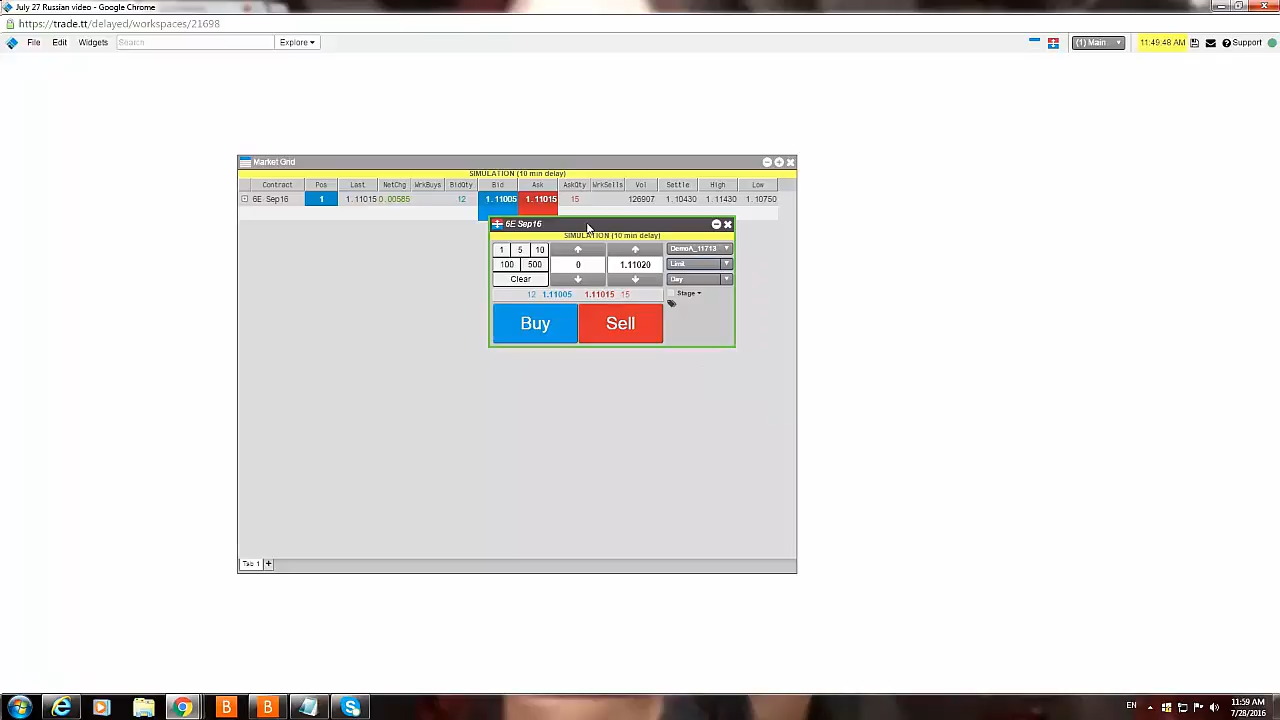 July 27 Russian video - Google Chrome
https://trade.tt/delayed/workspaces/21698
File Edit Widgets Search Explore (1) Main 11:49:48 AM Support
Market Grid
SIMULATION (10 min delay)
Contract Pos Last NetChg WrkBuys BidQty Bid Ask AskQty WrkSells Vol Settle High Low
6E Sep16 1 1.11015 0.00585 12 1.11005 1.11015 15 126907 1.10430 1.11430 1.10750
6E Sep16
SIMULATION (10 min delay)
1 5 10 DemoA_11713
100 500 0 1.11020 Limit
Clear Day
12 1.11005 1.11015 15 Stage
Buy Sell
Tab 1 +
EN 11:59 AM
7/28/2016